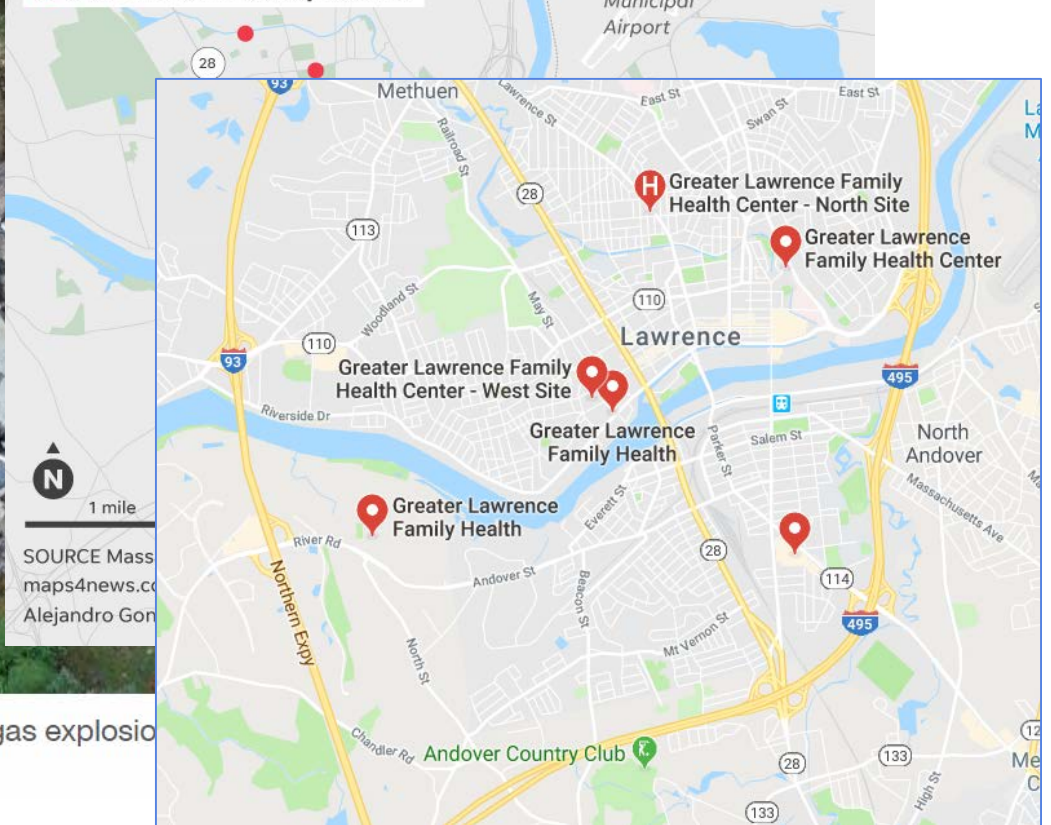 Municipal
Airport
28
93
Methuen
Lawrence St
East St
East St
Swan St
Railroad St
28
Greater Lawrence Family
Health Center - North Site
113
Greater Lawrence
Family Health Center
110
Woodland St
May St
110
Lawrence
93
Greater Lawrence Family
Health Center - West Site
495
Riverside Dr
Greater Lawrence
Family Health
Parker St
Salem St
North
Andover
N
1 mile
Greater Lawrence
Family Health
Everett St
Massachusetts Ave
River Rd
SOURCE Mass
maps4news.co
Alejandro Gon
Andover St
28
114
Beacon St
495
Northern Expy
North St
Mt Vernon St
gas explosio
Chandler Rd
Andover Country Club
28
133
High St
133